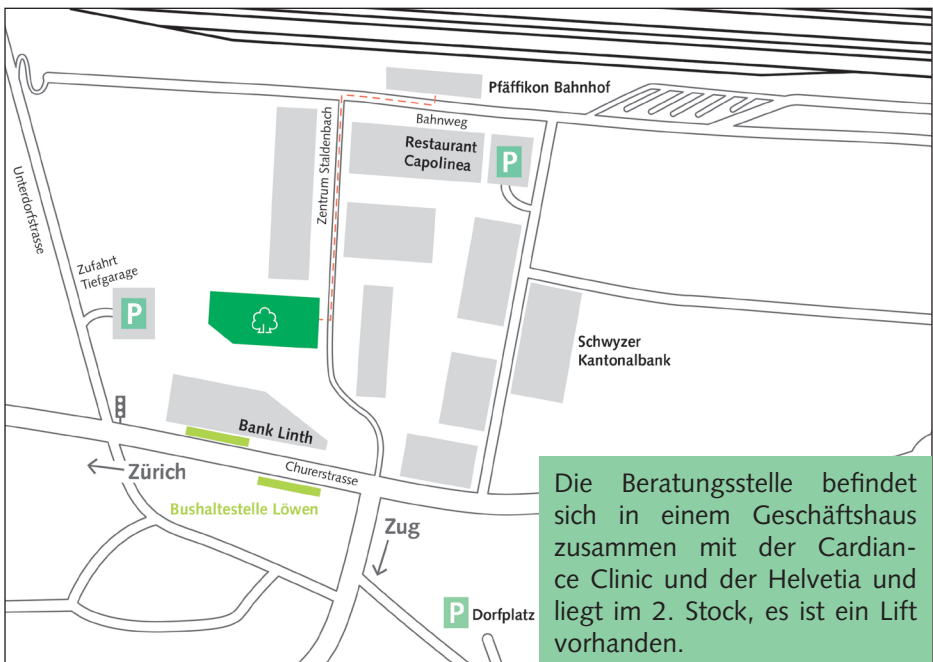 Pfäffikon Bahnhof
Bahnweg
Restaurant
Capolinea
P
Zentrum Staldenbach
Unterdorfstrasse
Zufahrt
Tiefgarage
P
Schwyzer
Kantonalbank
Bank Linth
Churerstrasse
Zürich
Bushaltestelle Löwen
Zug
P Dorfplatz
Die Beratungsstelle befindet
sich in einem Geschäftshaus
zusammen mit der Cardian-
ce Clinic und der Helvetia und
liegt im 2. Stock, es ist ein Lift
vorhanden.